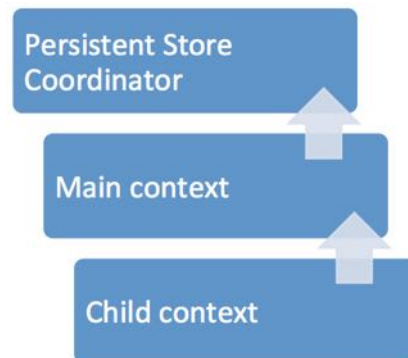 Persistent Store
Coordinator
Main context
Child context